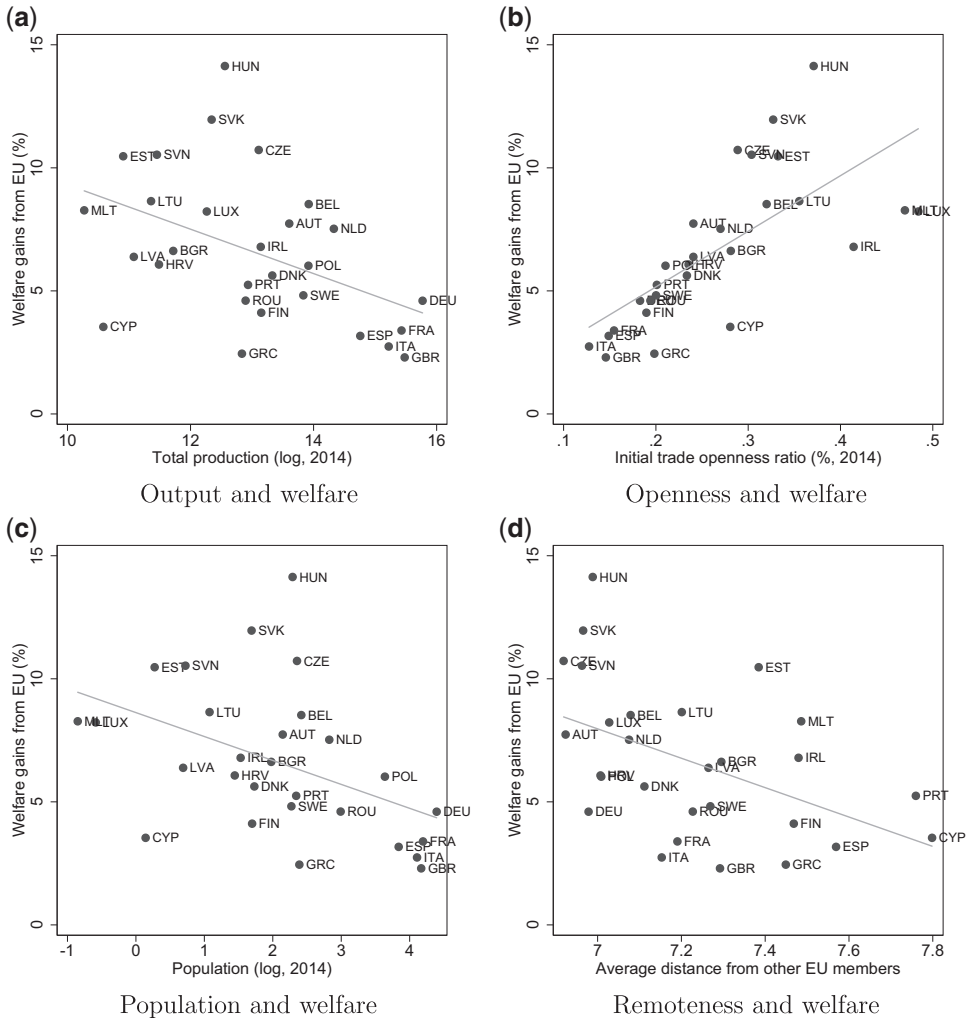 (a)
Welfare gains from EU (%)
15
10
5
0
HUN
SVK
CZE
EST SVN
LTU
BEL
MLT
LUX
AUT
NLD
IRL
BGR
LVA
HRV
POL
DNK
PRT
SWE
ROU
DEU
FIN
CYP
FRA
ESP
ITA
GRC
GBR
10 12 14 16
Total production (log, 2014)
Output and welfare
(b)
Welfare gains from EU (%)
15
10
5
0
HUN
SVK
CZE
SVN EST
BEL LTU
MLT LUX
AUT
NLD
IRL
BGR
LVA
HRV
POL
DNK
PRT
SWE
ROU
FIN
CYP
FRA
ESP
ITA
GRC
GBR
.1 .2 .3 .4 .5
Initial trade openness ratio (%, 2014)
Openness and welfare
(c)
Welfare gains from EU (%)
15
10
5
0
HUN
SVK
CZE
EST SVN
LTU
BEL
MLT LUX
AUT
NLD
IRL
BGR
LVA
HRV
POL
DNK
PRT
SWE
ROU
DEU
FIN
CYP
FRA
ESP
ITA
GRC
GBR
-1 0 1 2 3 4
Population (log, 2014)
Population and welfare
(d)
Welfare gains from EU (%)
15
10
5
0
HUN
SVK
CZE
SVN
EST
BEL
LTU
LUX
MLT
AUT
NLD
IRL
BGR
LVA
HRV
POL
DNK
PRT
SWE
DEU
ROU
FIN
CYP
FRA
ESP
ITA
GRC
GBR
7 7.2 7.4 7.6 7.8
Average distance from other EU members
Remoteness and welfare